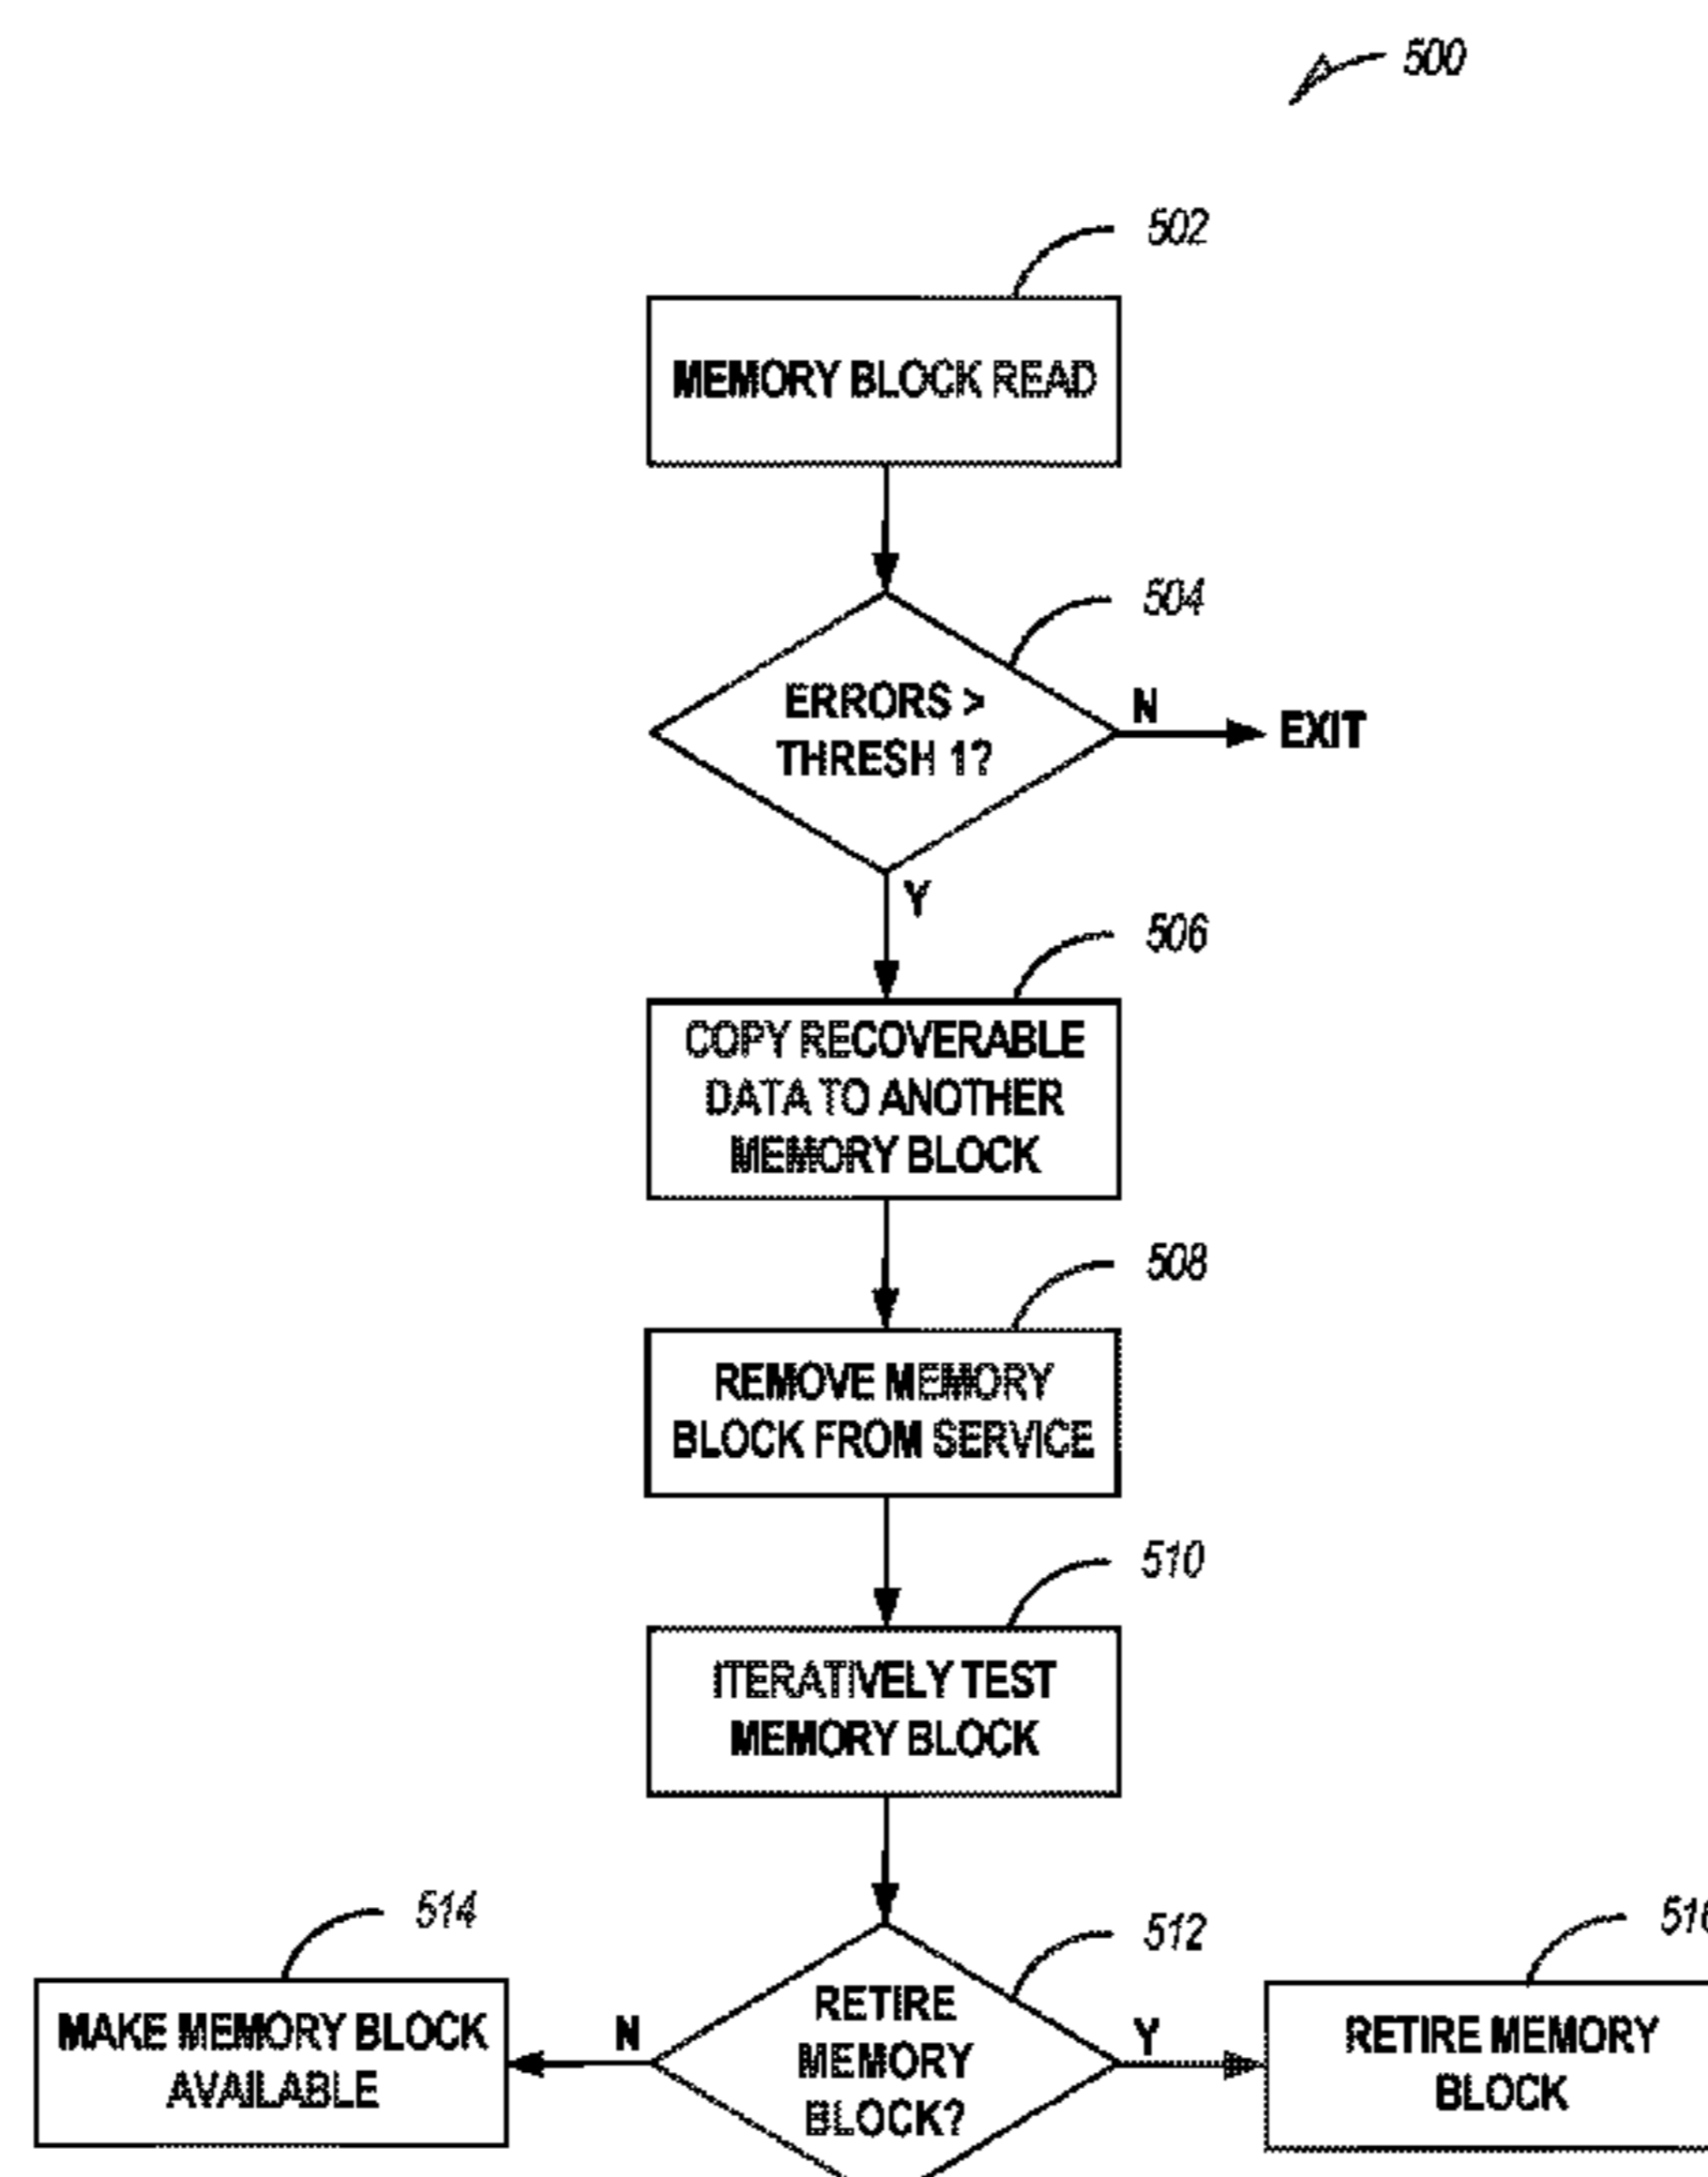 500
502
MEMORY BLOCK READ
504
ERRORS >
THRESH 1?
N
EXIT
Y
506
COPY RECOVERABLE
DATA TO ANOTHER
MEMORY BLOCK
508
REMOVE MEMORY
BLOCK FROM SERVICE
510
ITERATIVELY TEST
MEMORY BLOCK
514
512
MAKE MEMORY BLOCK
AVAILABLE
N
RETIRE
MEMORY
BLOCK?
Y
RETIRE MEMORY
BLOCK